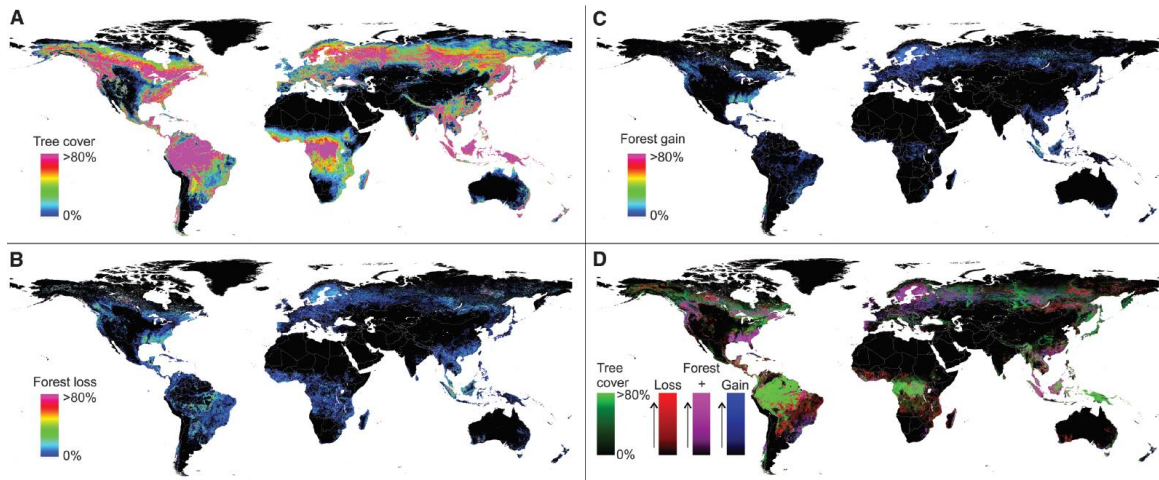 A
Tree cover
>80%
0%
B
Forest loss
>80%
0%
C
Forest gain
>80%
0%
D
Tree
cover
>80%
0%
Loss
Forest
+
Gain